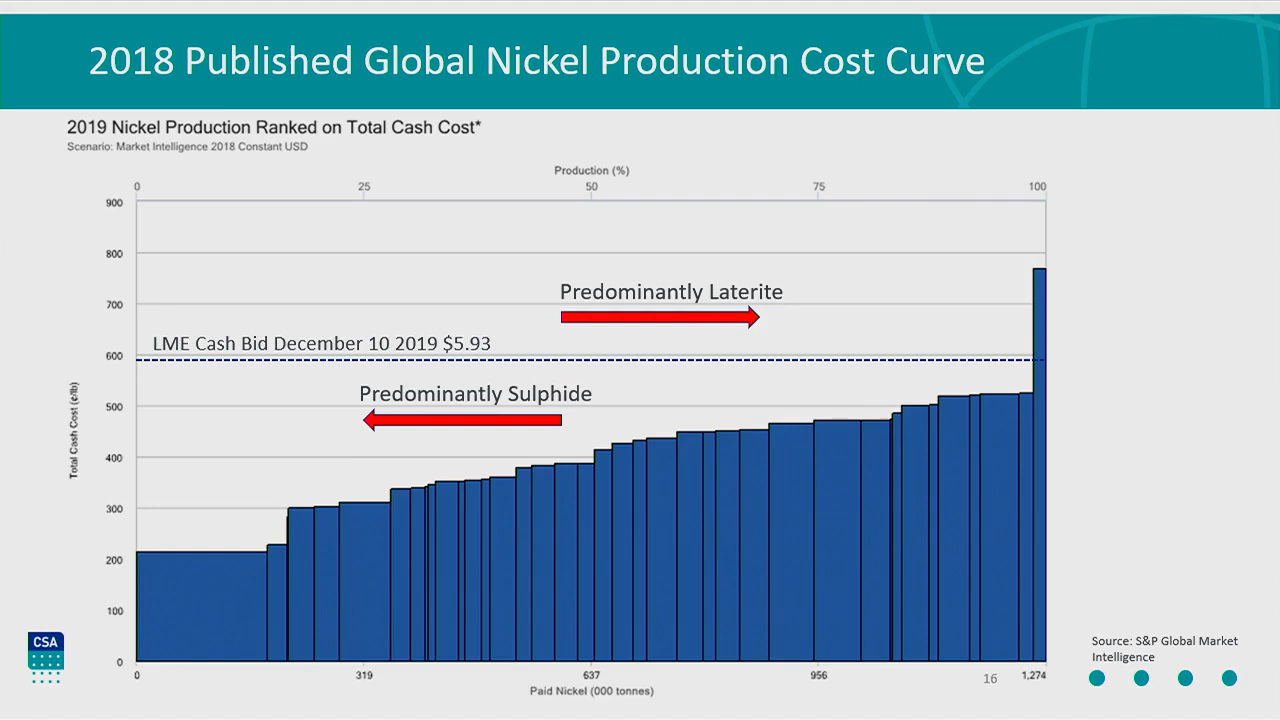 2018 Published Global Nickel Production Cost Curve
2019 Nickel Production Ranked on Total Cash Cost*
Scenario: Market Intelligence 2018 Constant USD
Production (%)
0 25 50 75 100
900
800
700
600
500
400
300
200
100
0
Total Cash Cost (¢/lb)
Predominantly Laterite
LME Cash Bid December 10 2019 $5.93
Predominantly Sulphide
0 319 637 956 1,274
Paid Nickel (000 tonnes)
CSA
Source: S&P Global Market
Intelligence
16